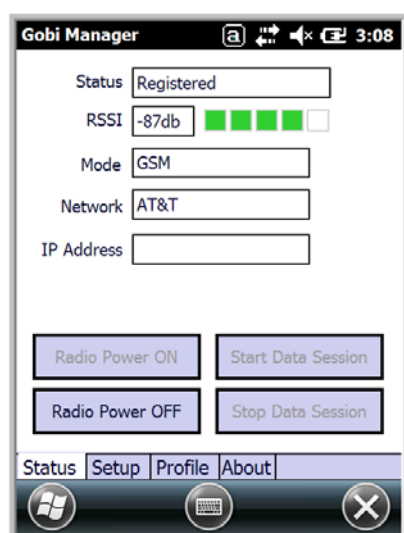 Gobi Manager a 3:08
Status Registered
RSSI -87db
Mode GSM
Network AT&T
IP Address
Radio Power ON Start Data Session
Radio Power OFF Stop Data Session
Status Setup Profile About